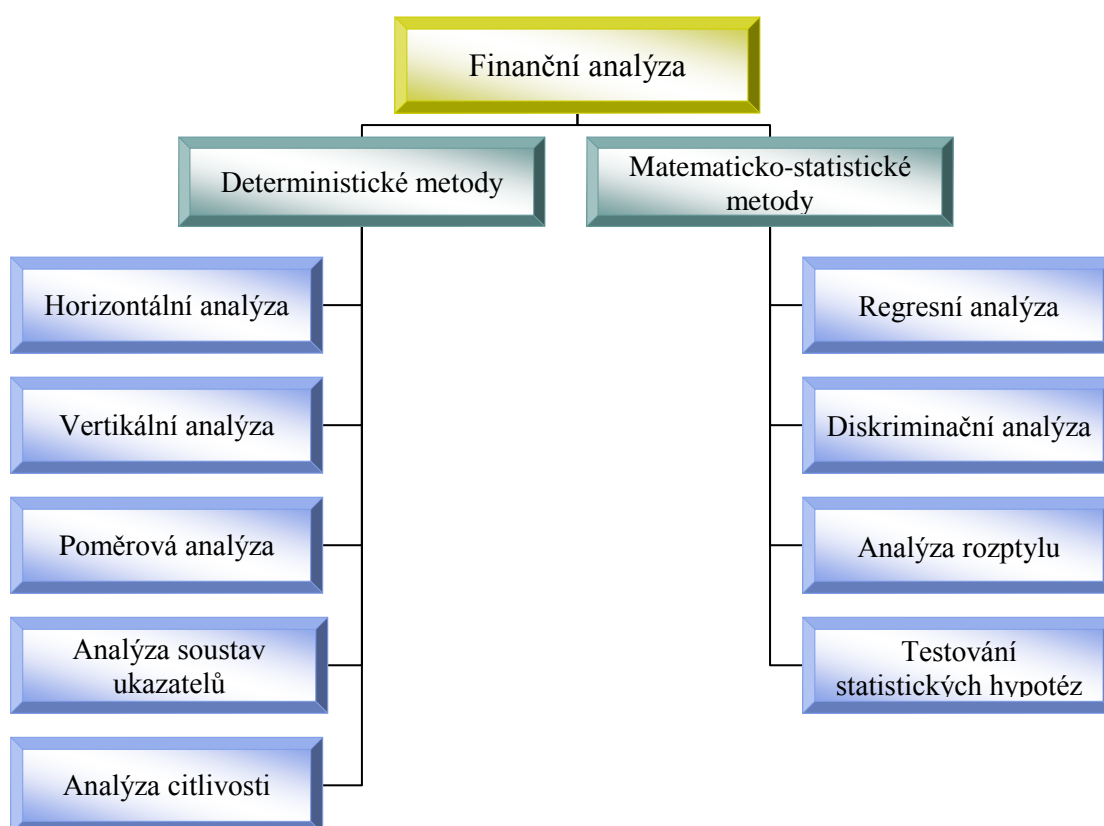 Finanční analýza
Deterministické metody
Matematicko-statistické
metody
Horizontální analýza
Vertikální analýza
Poměrová analýza
Analýza soustav
ukazatelů
Analýza citlivosti
Regresní analýza
Diskriminační analýza
Analýza rozptylu
Testování
statistických hypotéz